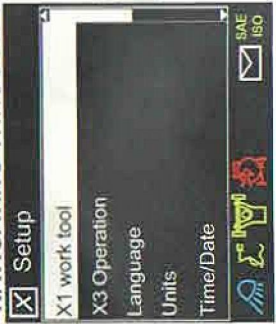 X Setup
X1 work tool
X3 Operation
Language
Units
Time/Date
SAE
ISO